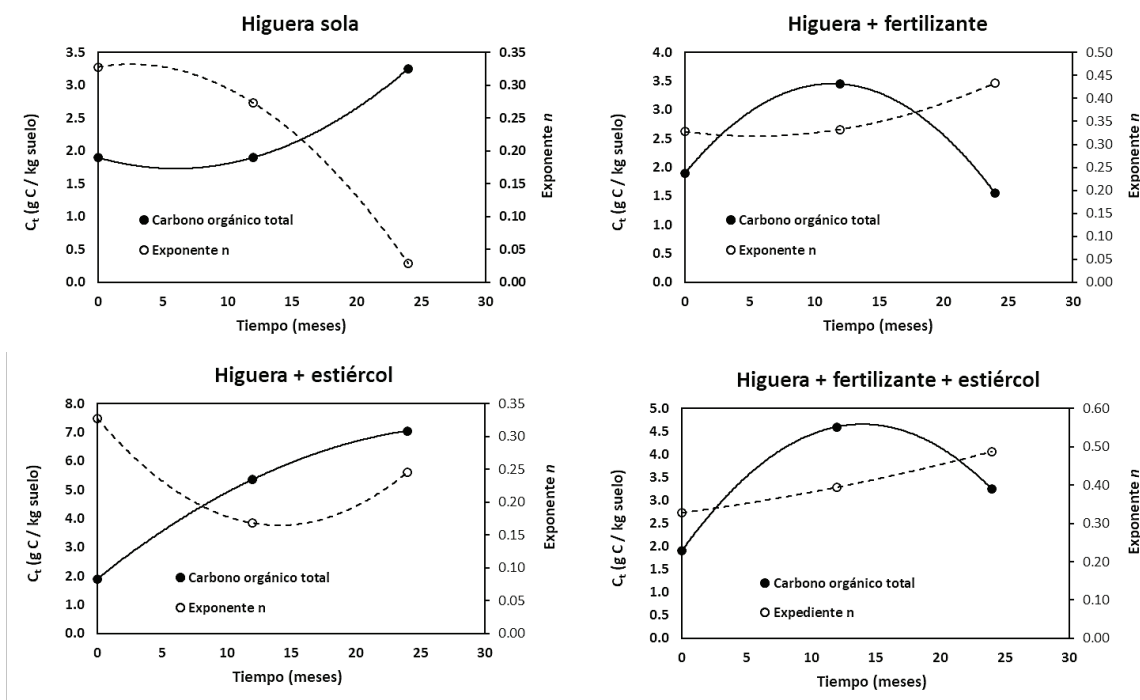 Higuera sola
3.5
3.0
2.5
2.0
1.5
1.0
0.5
0.0
Ct (g C / kg suelo)
0.35
0.30
0.25
0.20
0.15
0.10
0.05
0.00
Exponente n
Carbono orgánico total
Exponente n
0 5 10 15 20 25 30
Tiempo (meses)
Higuera + fertilizante
4.0
3.5
3.0
2.5
2.0
1.5
1.0
0.5
0.0
Ct (g C / kg suelo)
0.50
0.45
0.40
0.35
0.30
0.25
0.20
0.15
0.10
0.05
0.00
Exponente n
Carbono orgánico total
Exponente n
0 5 10 15 20 25 30
Tiempo (meses)
Higuera + estiércol
8.0
7.0
6.0
5.0
4.0
3.0
2.0
1.0
0.0
Ct (g C / kg suelo)
0.35
0.30
0.25
0.20
0.15
0.10
0.05
0.00
Exponente n
Carbono orgánico total
Exponente n
0 5 10 15 20 25 30
Tiempo (meses)
Higuera + fertilizante + estiércol
5.0
4.5
4.0
3.5
3.0
2.5
2.0
1.5
1.0
0.5
0.0
Ct (g C / kg suelo)
0.60
0.50
0.40
0.30
0.20
0.10
0.00
Exponente n
Carbono orgánico total
Expediente n
0 5 10 15 20 25 30
Tiempo (meses)